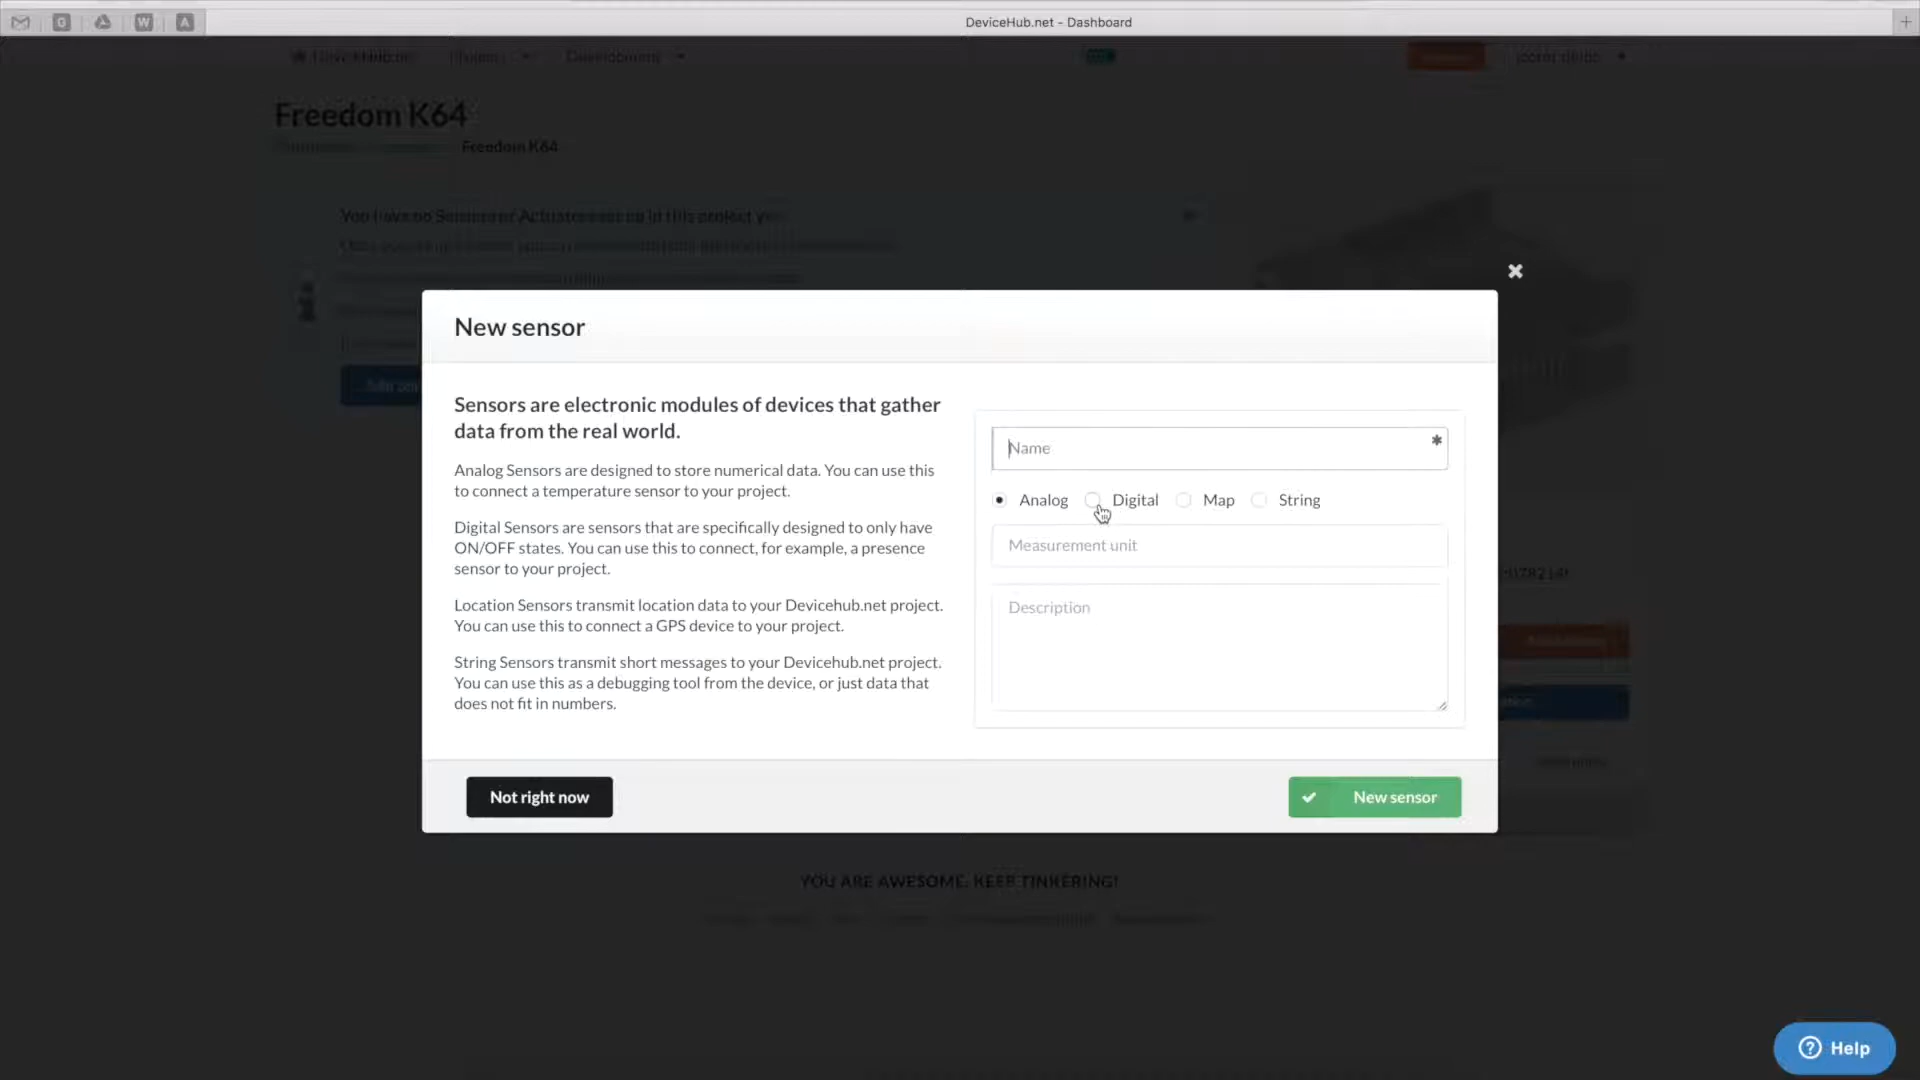 G
W
A
DeviceHub.net - Dashboard
+
Development
Freedom K64
Freedom K64
New sensor
Sensors are electronic modules of devices that gather
data from the real world.
Analog Sensors are designed to store numerical data. You can use this
to connect a temperature sensor to your project.
Digital Sensors are sensors that are specifically designed to only have
ON/OFF states. You can use this to connect, for example, a presence
sensor to your project.
Location Sensors transmit location data to your Devicehub.net project.
You can use this to connect a GPS device to your project.
String Sensors transmit short messages to your Devicehub.net project.
You can use this as a debugging tool from the device, or just data that
does not fit in numbers.
Name
*
Analog Digital Map String
Measurement unit
Description
Not right now
New sensor
YOU ARE AWESOME. KEEP TINKERING!
? Help